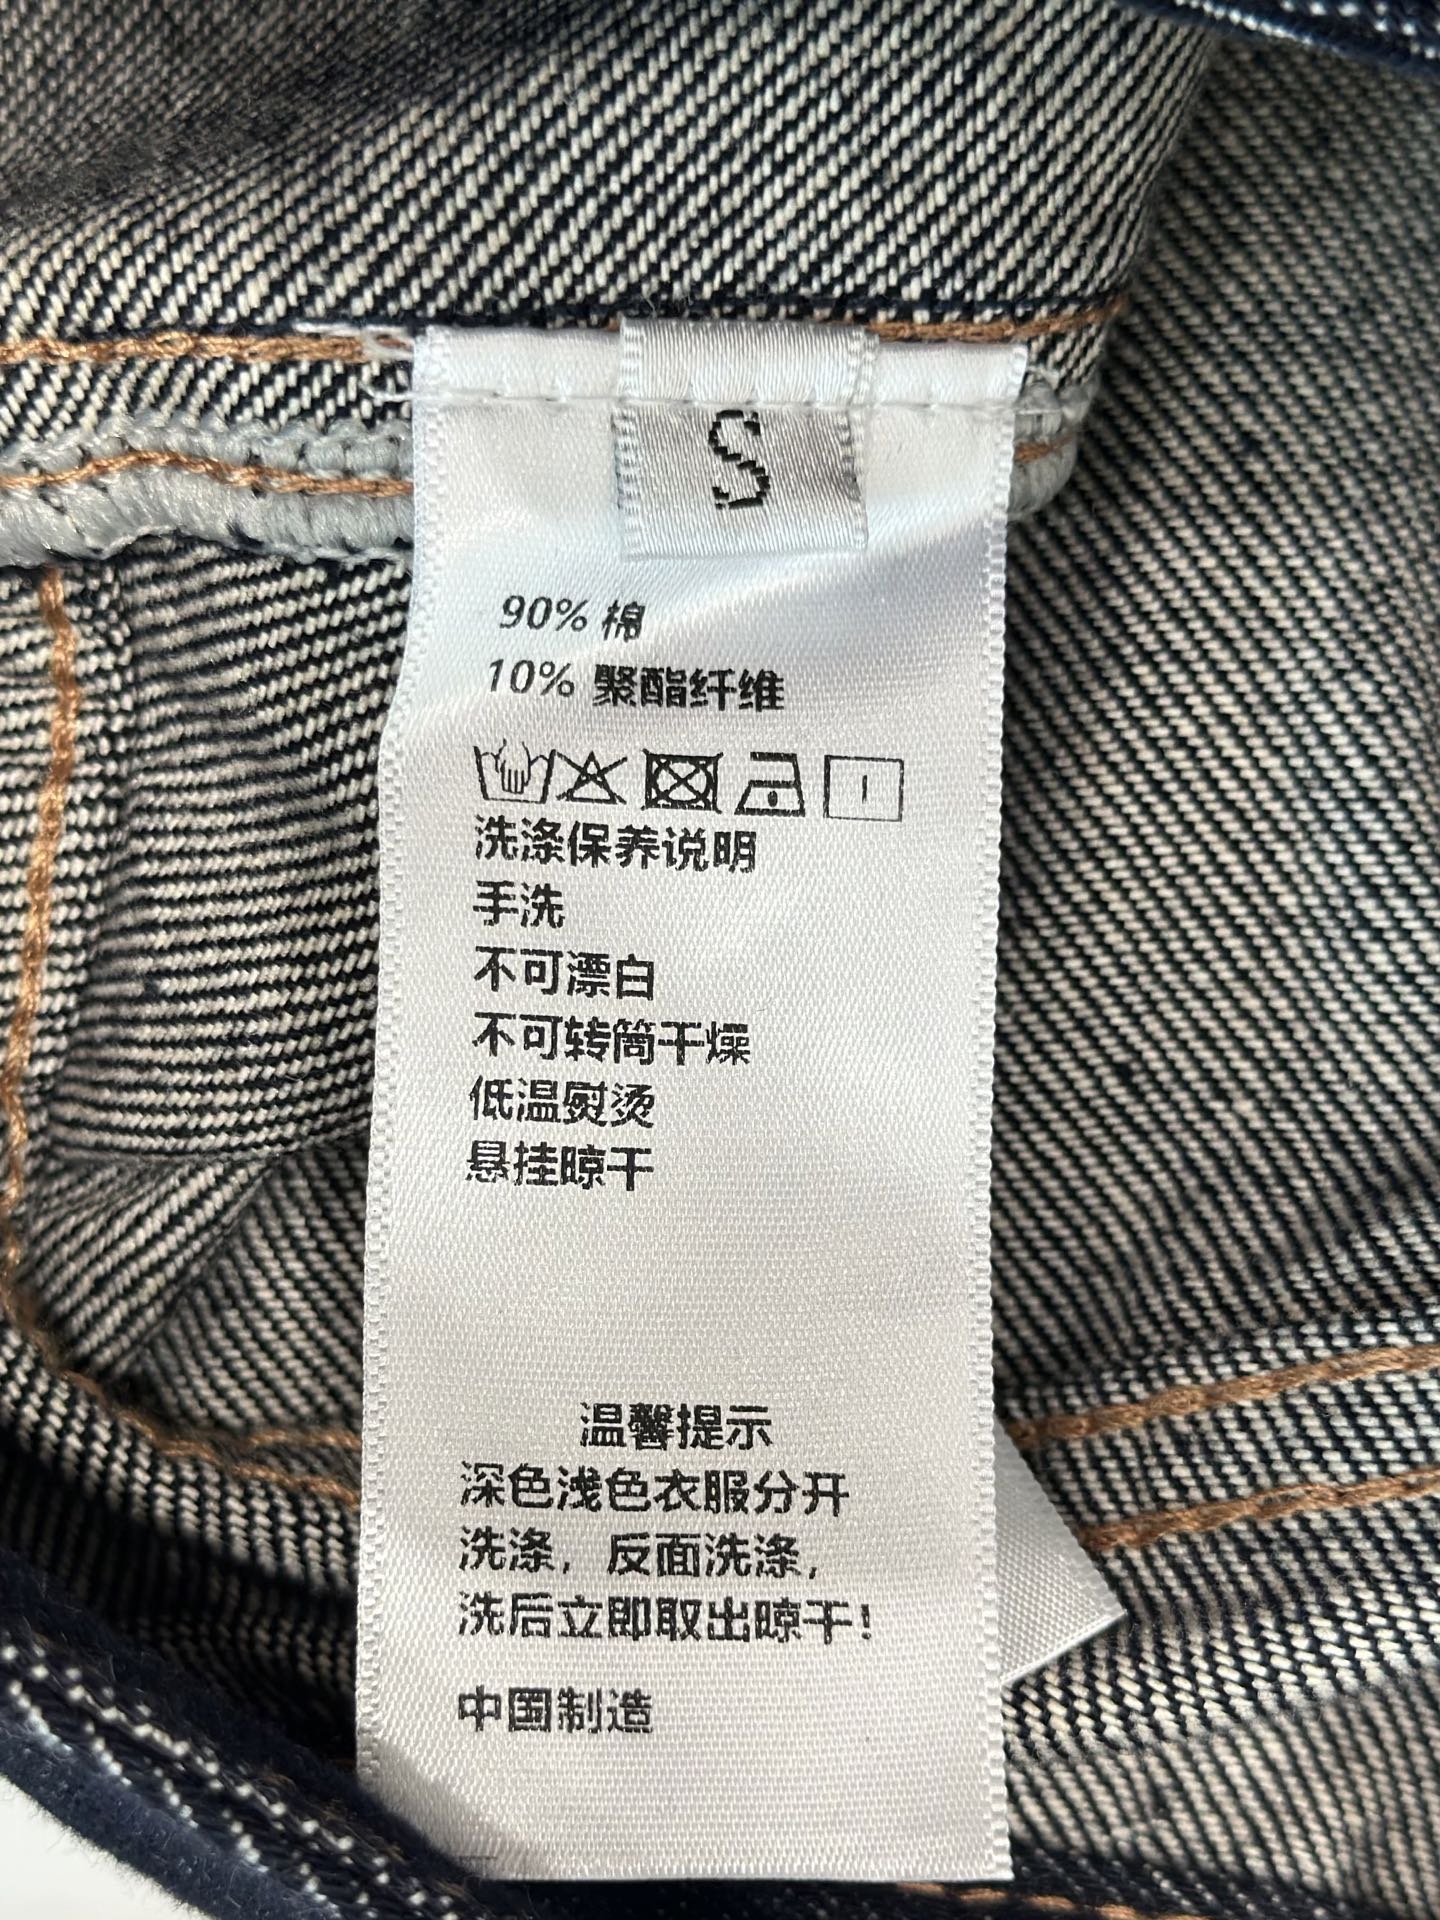 S
90% 棉
10% 聚酯纤维
洗涤保养说明
手洗
不可漂白
不可转筒干燥
低温熨烫
悬挂晾干
温馨提示
深色浅色衣服分开
洗涤，反面洗涤，
洗后立即取出晾干！
中国制造